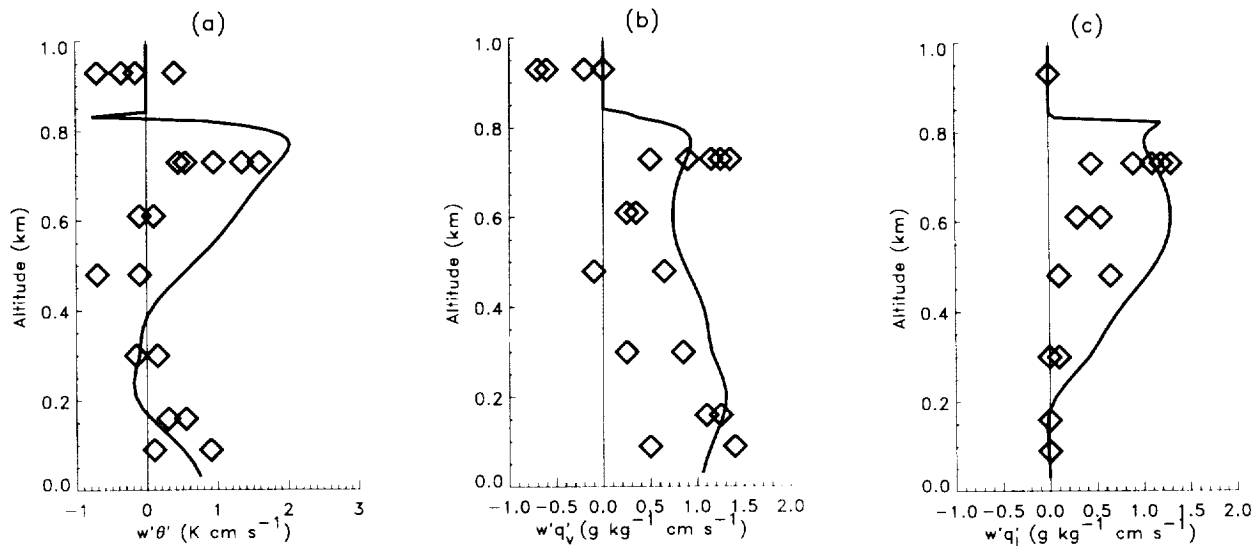 (a)
1.0
0.8
0.6
0.4
0.2
0.0
Altitude (km)
−1 0 1 2 3
w'θ' (K cm s⁻¹)
(b)
1.0
0.8
0.6
0.4
0.2
0.0
Altitude (km)
−1.0 −0.5 0.0 0.5 1.0 1.5 2.0
w'q'ᵥ (g kg⁻¹ cm s⁻¹)
(c)
1.0
0.8
0.6
0.4
0.2
0.0
Altitude (km)
−1.0 −0.5 0.0 0.5 1.0 1.5 2.0
w'q'ₗ (g kg⁻¹ cm s⁻¹)